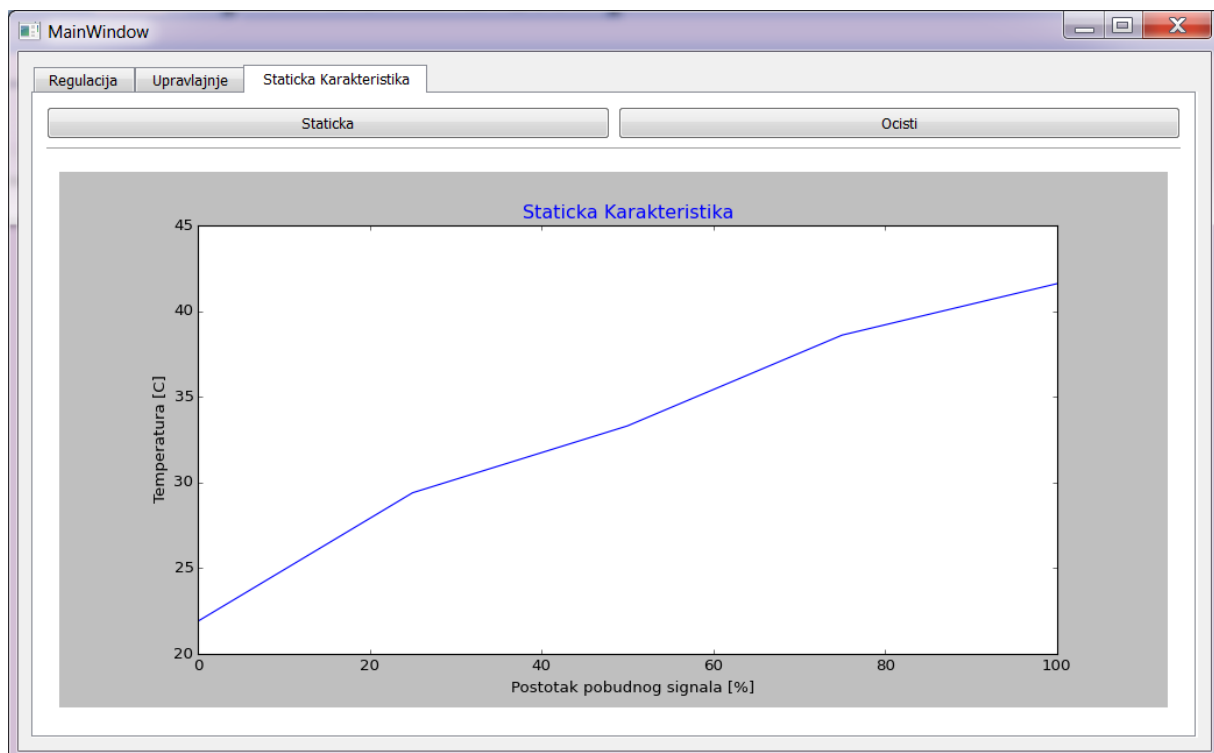 MainWindow
Regulacija Upravlajnje Staticka Karakteristika
Staticka Ocisti
Staticka Karakteristika
45
40
35
30
25
20
Temperatura [C]
0 20 40 60 80 100
Postotak pobudnog signala [%]